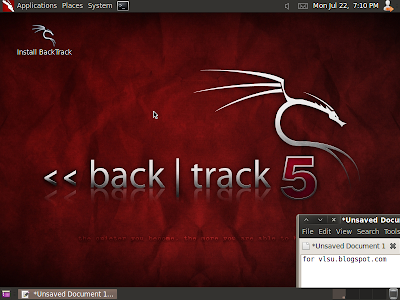 Applications Places System
Mon Jul 22, 7:10 PM
Install BackTrack
<< back | track 5
*Unsaved Docum
File Edit View Search Tools
*Unsaved Document 1
for vlsu.blogspot.com
*Unsaved Document 1...